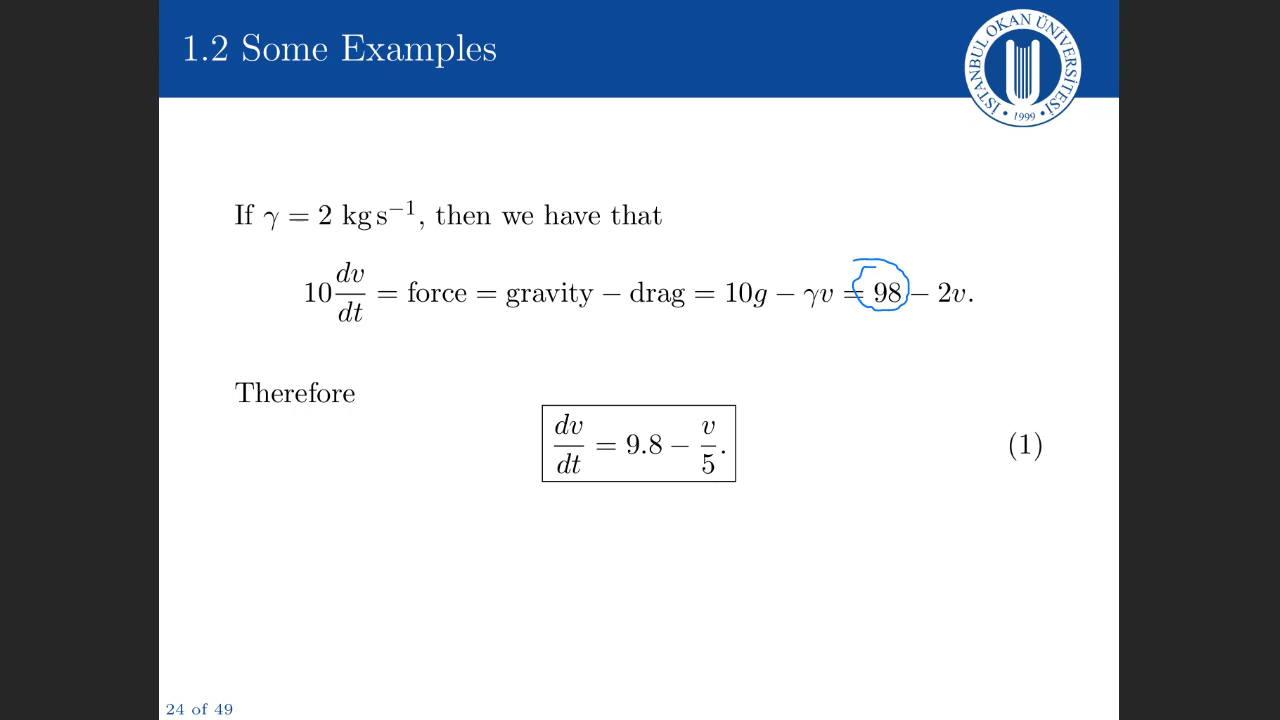 1.2 Some Examples
İSTANBUL OKAN ÜNİVERSİTESİ
• 1999 •
If γ = 2 kg s⁻¹, then we have that
10 dv/dt = force = gravity − drag = 10g − γv = 98 − 2v.
Therefore
dv/dt = 9.8 − v/5. (1)
24 of 49